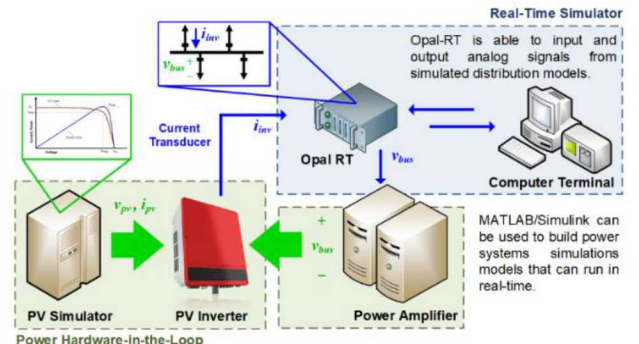 Real-Time Simulator
i_inv
v_bus +
−
Opal-RT is able to input and
output analog signals from
simulated distribution models.
Current
Transducer
i_inv
Opal RT
v_bus
Computer Terminal
v_pv, i_pv
+
v_bus
−
MATLAB/Simulink can
be used to build power
systems simulations
models that can run in
real-time.
PV Simulator
PV Inverter
Power Amplifier
Power Hardware-in-the-Loop